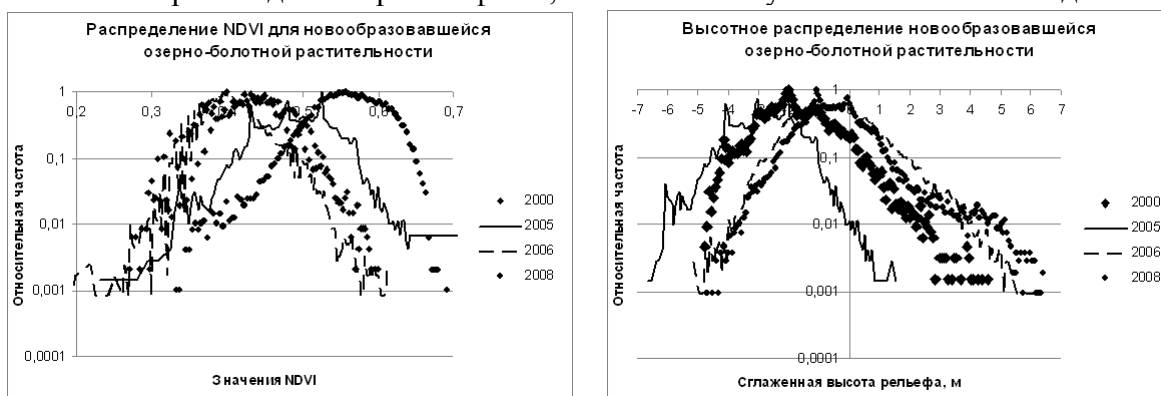 Распределение NDVI для новообразовавшейся
озерно-болотной растительности
Относительная частота
1
0,1
0,01
0,001
0,0001
0,2
0,3
0,5
0,6
0,7
2000
2005
2006
2008
Значения NDVI
Высотное распределение новообразовавшейся
озерно-болотной растительности
Относительная частота
-7 -6 -5 -4 1 2 3 4 5 6 7
1
0,1
0,01
0,001
0,0001
2000
2005
2006
2008
Сглаженная высота рельефа, м